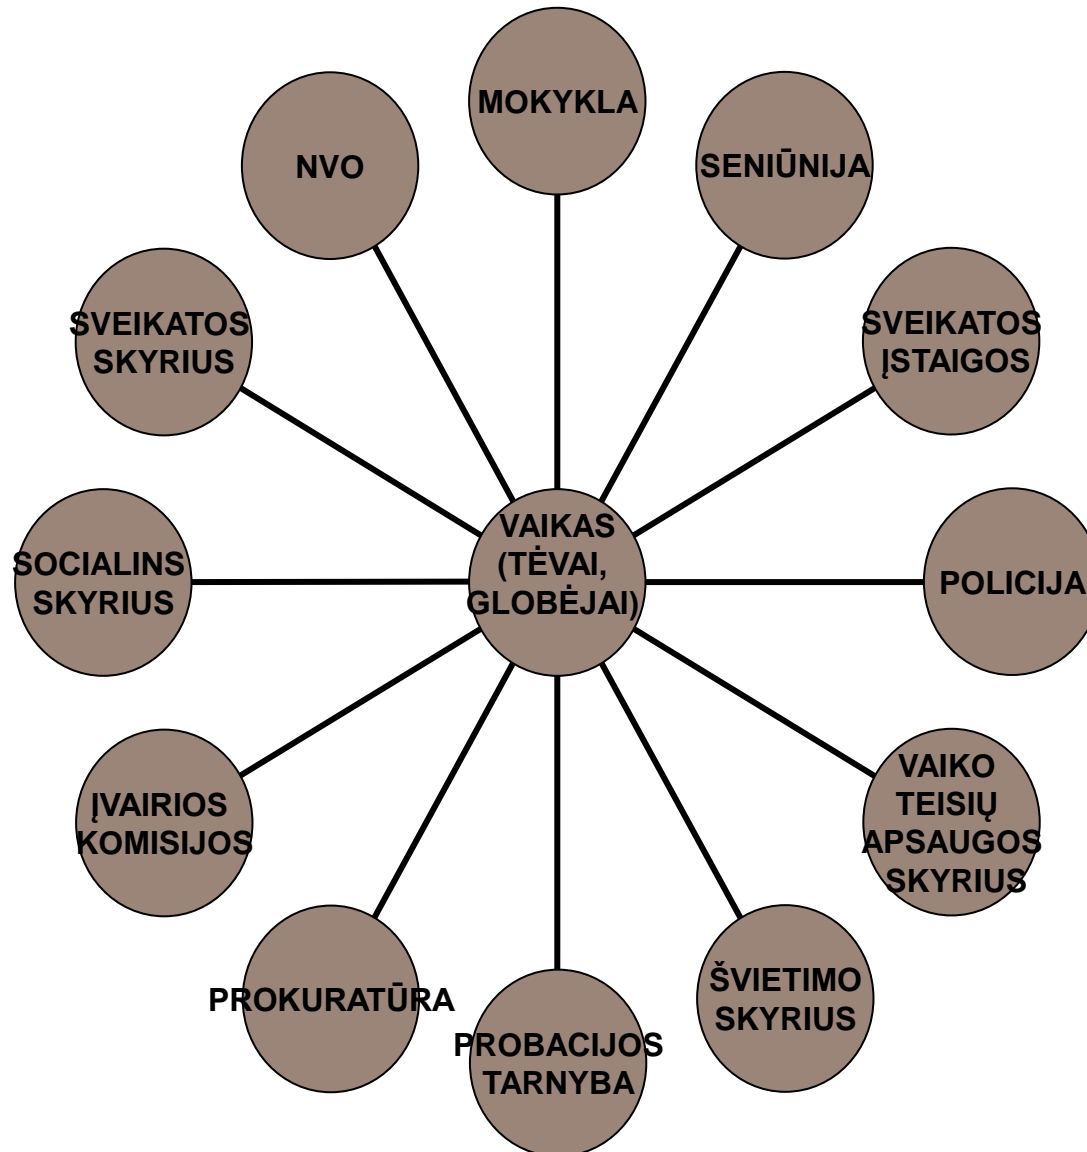 MOKYKLA
SENIŪNIJA
SVEIKATOS
ĮSTAIGOS
POLICIJA
VAIKO
TEISIŲ
APSAUGOS
SKYRIUS
ŠVIETIMO
SKYRIUS
PROBACIJOS
TARNYBA
PROKURATŪRA
ĮVAIRIOS
KOMISIJOS
SOCIALINS
SKYRIUS
SVEIKATOS
SKYRIUS
NVO
VAIKAS
(TĖVAI,
GLOBĖJAI)